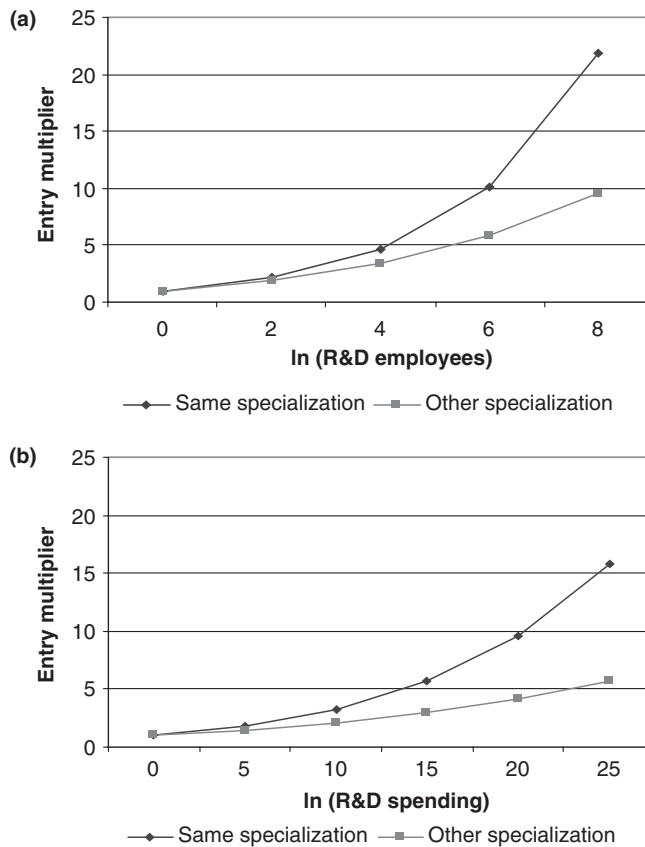 (a)
25
20
15
10
5
0
Entry multiplier
0 2 4 6 8
ln (R&D employees)
Same specialization Other specialization
(b)
25
20
15
10
5
0
Entry multiplier
0 5 10 15 20 25
ln (R&D spending)
Same specialization Other specialization